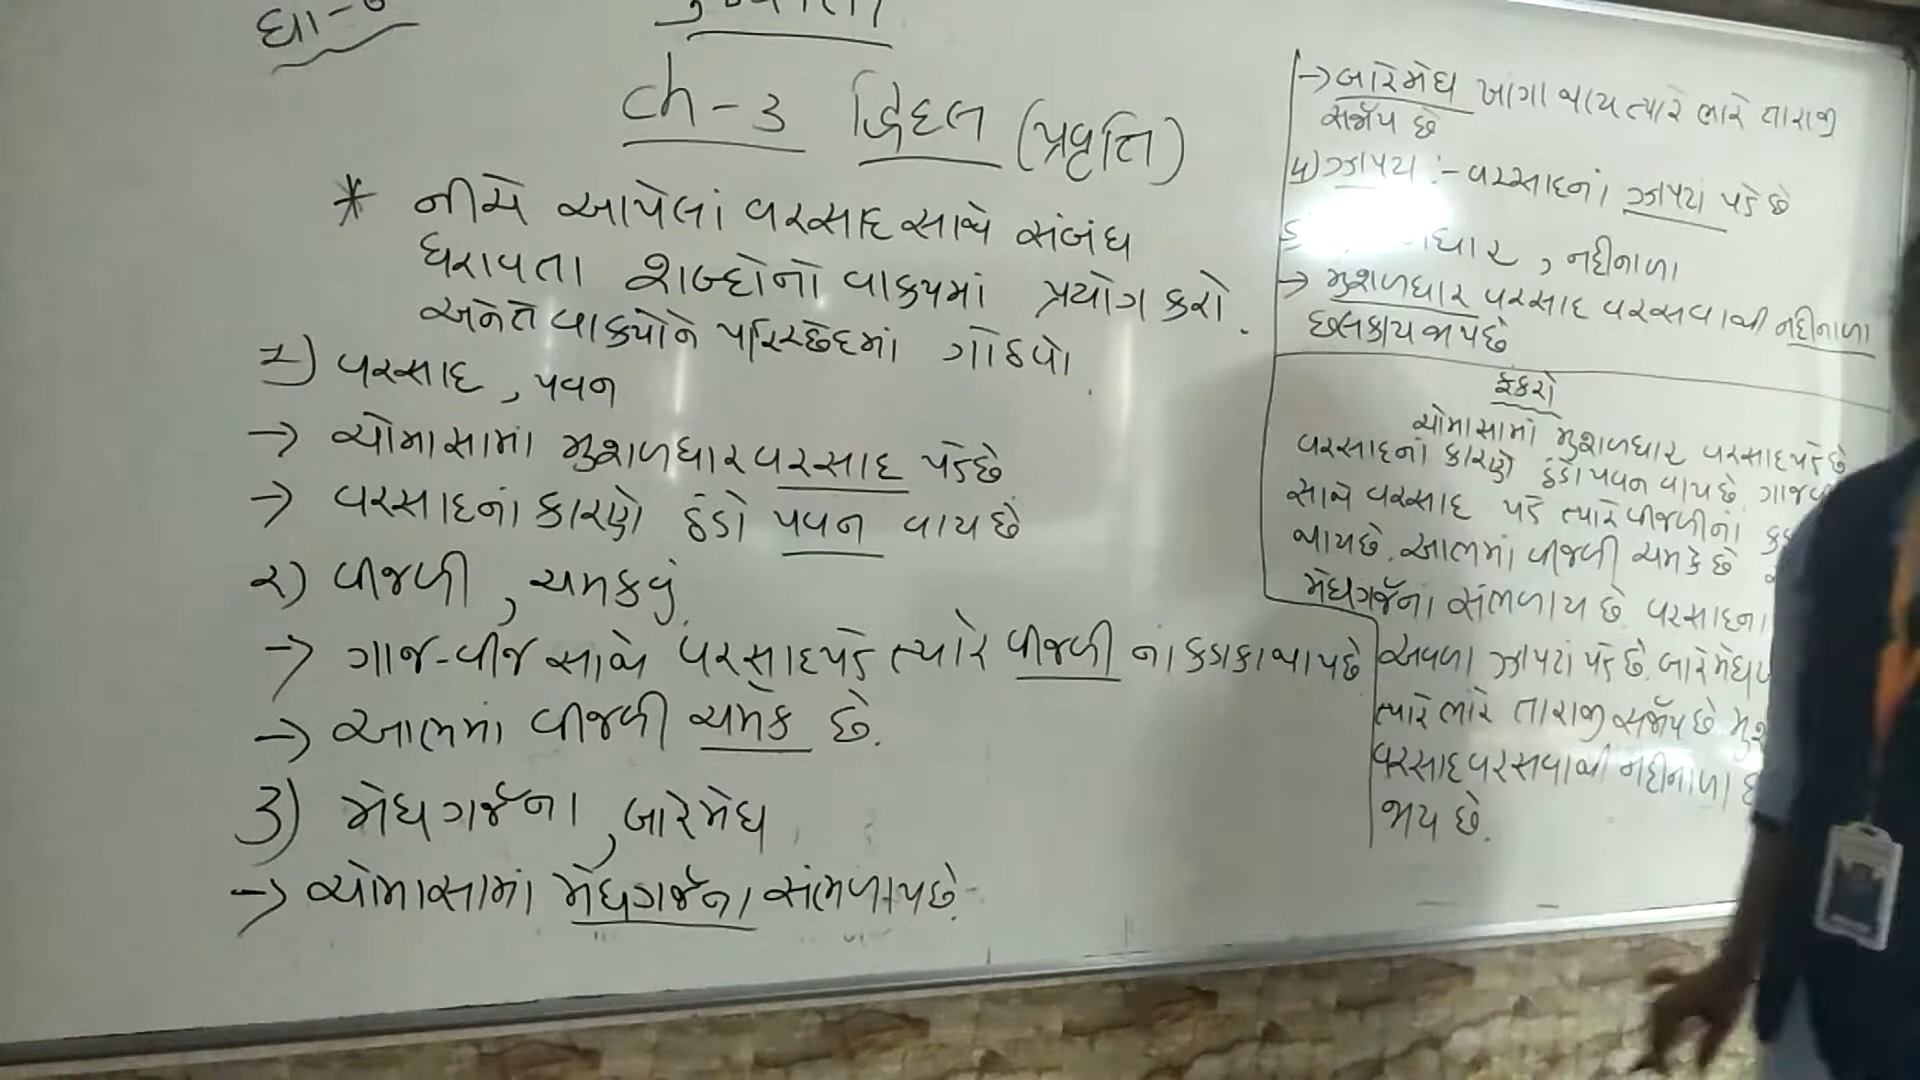 ધા-
ch-3 દ્વિદલ (પ્રવૃત્તિ)
* નીચે આપેલાં વરસાદ સાથે સંબંધ
ધરાવતા શબ્દોનો વાક્યમાં પ્રયોગ કરો.
અને તે વાક્યોને પરિચ્છેદમાં ગોઠવો.
૧) વરસાદ, પવન
→ ચોમાસામાં મુશળધાર વરસાદ પડે છે
→ વરસાદનાં કારણે ઠંડો પવન વાય છે
૨) વીજળી, ચમકવું
→ ગાજ-વીજ સાથે વરસાદ પડે ત્યારે વીજળી નાં કડાકા થાય છે
→ આભમાં વીજળી ચમકે છે.
3) મેઘગર્જના, બારેમેઘ
→ ચોમાસામાં મેઘગર્જના સંભળાય છે.
→ બારેમેઘ ખાંગા થાય ત્યારે ભારે તારાજી
સર્જાય છે
ઝાપટાં :- વરસાદનાં ઝાપટાં પડે છે
ધાર, નદીનાળા
→ મુશળધાર વરસાદ વરસવાથી નદીનાળા
છલકાય જાય છે
ફકરો
ચોમાસામાં મુશળધાર વરસાદ પડે છે
વરસાદનાં કારણે ઠંડા પવન વાય છે. ગાજવ
સાથે વરસાદ પડે ત્યારે વીજળીનાં ક
થાય છે. આભમાં વીજળી ચમકે છે
મેઘગર્જનાં સંભળાય છે. વરસાદના
અવળા ઝાપટાં પડે છે. બારેમેઘ
ત્યારે ભારે તારાજી સર્જાય છે મુશ
વરસાદ વરસવાથી નદીનાળા છ
જાય છે.